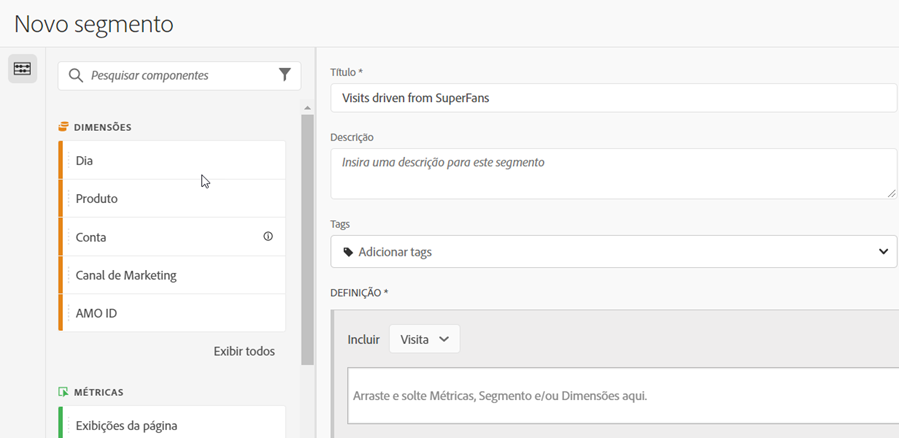 Novo segmento
Pesquisar componentes
DIMENSÕES
Dia
Produto
Conta
Canal de Marketing
AMO ID
Exibir todos
MÉTRICAS
Exibições da página
Título *
Visits driven from SuperFans
Descrição
Insira uma descrição para este segmento
Tags
Adicionar tags
DEFINIÇÃO *
Incluir Visita
Arraste e solte Métricas, Segmento e/ou Dimensões aqui.